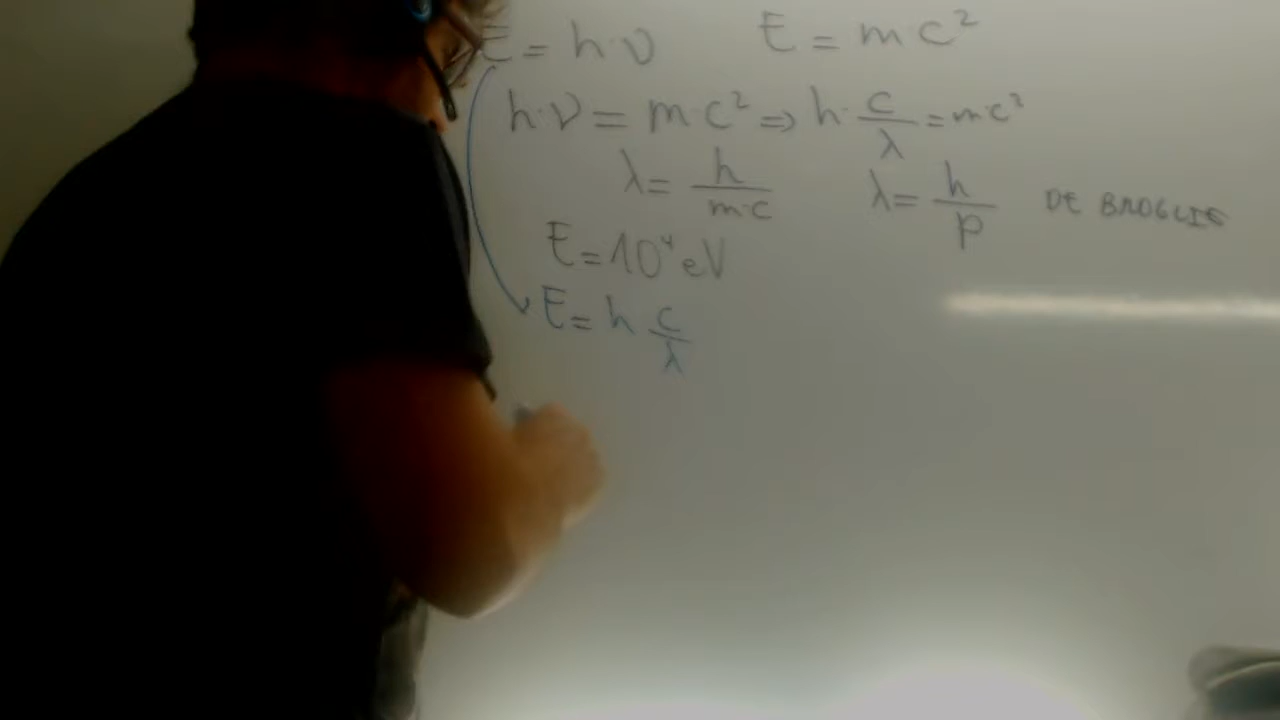 E = h·ν E = m c²
h·ν = m·c² ⇒ h· c/λ = m·c²
λ = h/m·c λ = h/p DE BROGLIE
E = 10⁴ eV
E = h c/λ